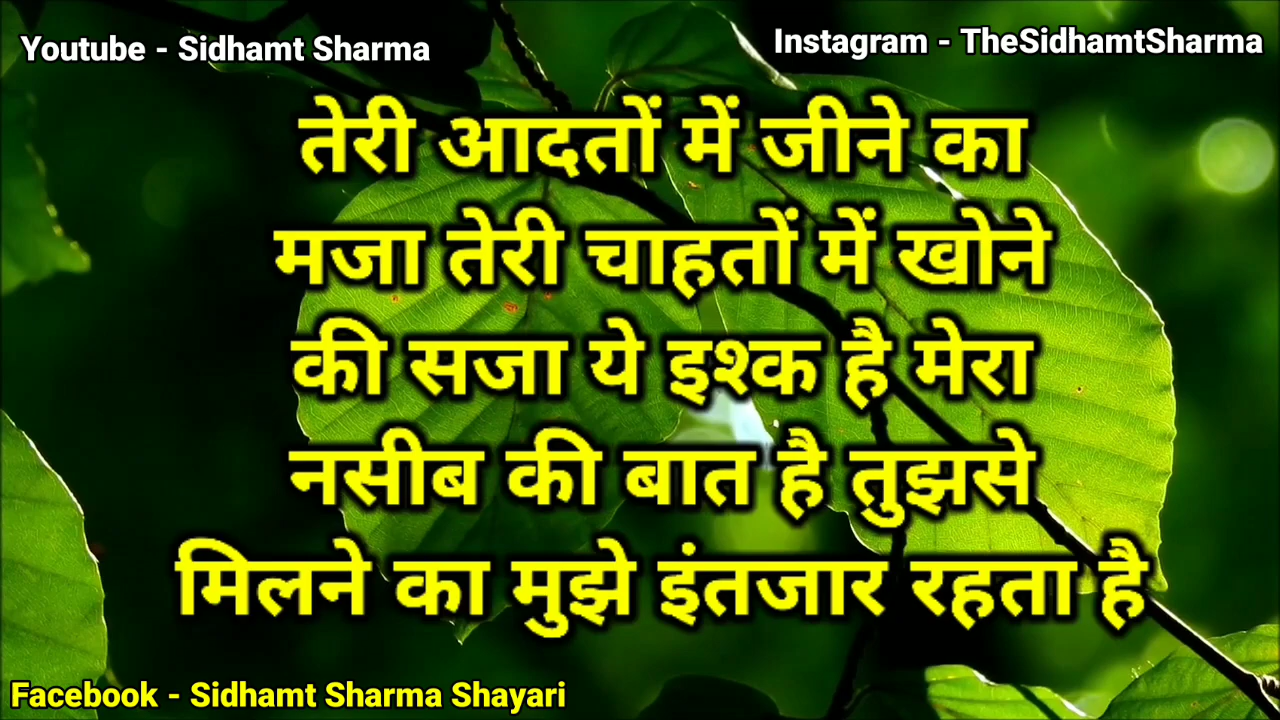 Youtube - Sidhamt Sharma
Instagram - TheSidhamtSharma
तेरी आदतों में जीने का
मजा तेरी चाहतों में खोने
की सजा ये इश्क है मेरा
नसीब की बात है तुझसे
मिलने का मुझे इंतजार रहता है
Facebook - Sidhamt Sharma Shayari